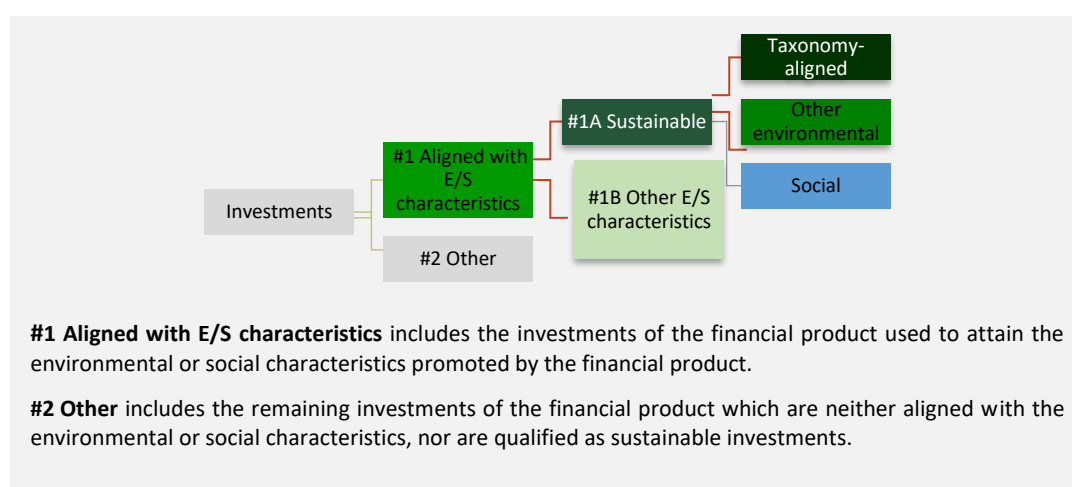 Taxonomy-
aligned
#1A Sustainable
Other
environmental
#1 Aligned with
E/S
characteristics
Social
#1B Other E/S
characteristics
Investments
#2 Other
#1 Aligned with E/S characteristics includes the investments of the financial product used to attain the
environmental or social characteristics promoted by the financial product.
#2 Other includes the remaining investments of the financial product which are neither aligned with the
environmental or social characteristics, nor are qualified as sustainable investments.